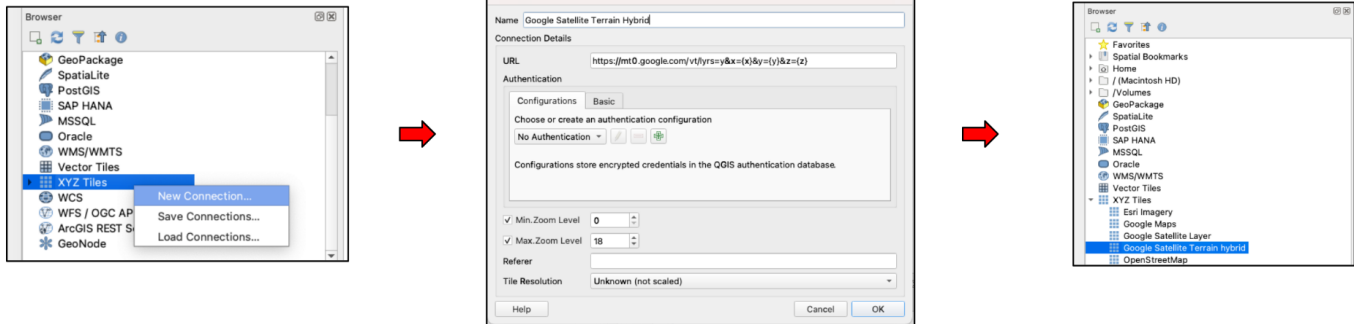 Browser
GeoPackage
SpatiaLite
PostGIS
SAP HANA
MSSQL
Oracle
WMS/WMTS
Vector Tiles
XYZ Tiles
WCS
WFS / OGC AP
ArcGIS REST S
GeoNode
New Connection...
Save Connections...
Load Connections...
Name Google Satellite Terrain Hybrid
Connection Details
URL https://mt0.google.com/vt/lyrs=y&x={x}&y={y}&z={z}
Authentication
Configurations Basic
Choose or create an authentication configuration
No Authentication
Configurations store encrypted credentials in the QGIS authentication database.
Min.Zoom Level 0
Max.Zoom Level 18
Referer
Tile Resolution Unknown (not scaled)
Help Cancel OK
Browser
Favorites
Spatial Bookmarks
Home
/ (Macintosh HD)
/Volumes
GeoPackage
SpatiaLite
PostGIS
SAP HANA
MSSQL
Oracle
WMS/WMTS
Vector Tiles
XYZ Tiles
Esri Imagery
Google Maps
Google Satellite Layer
Google Satellite Terrain hybrid
OpenStreetMap